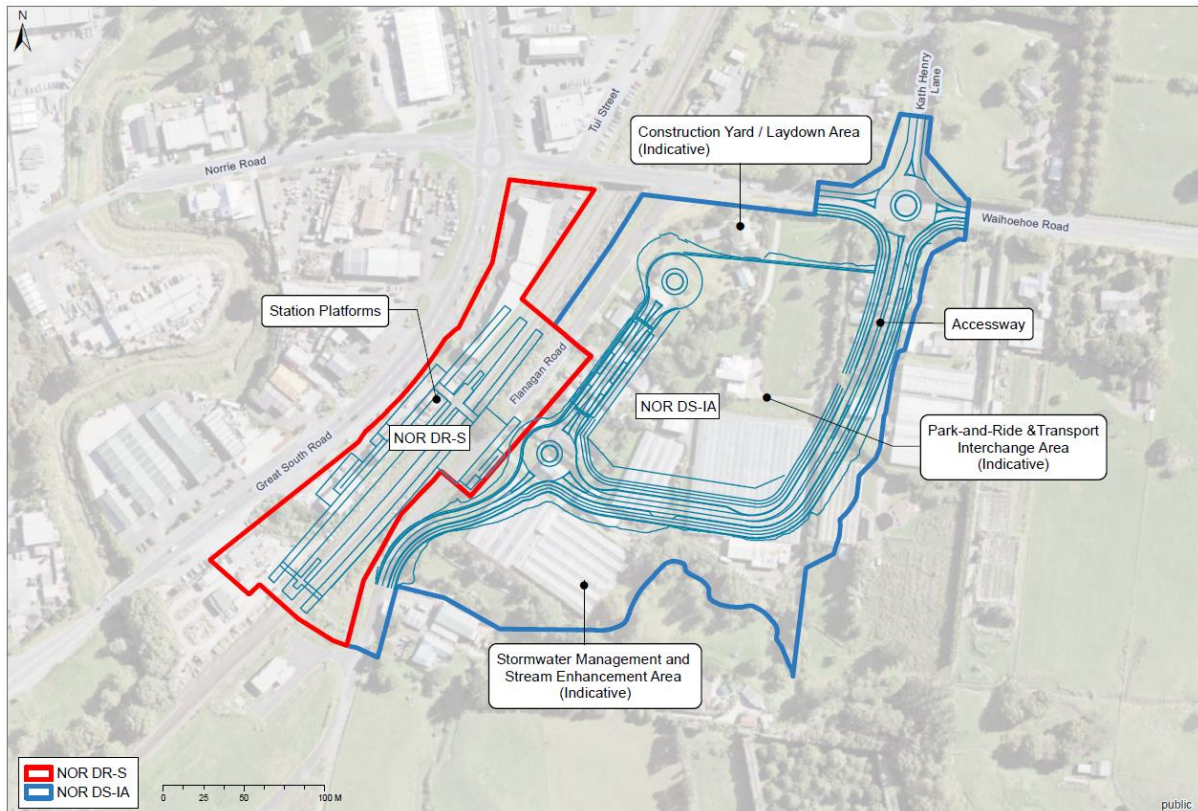 N
Kath Henry
Lane
Tui Street
Construction Yard / Laydown Area
(Indicative)
Norrie Road
Waihoehoe Road
Station Platforms
Accessway
Flanagan Road
NOR DS-IA
NOR DR-S
Great South Road
Park-and-Ride &Transport
Interchange Area
(Indicative)
Stormwater Management and
Stream Enhancement Area
(Indicative)
NOR DR-S
NOR DS-IA
0 25 50 100 M
public